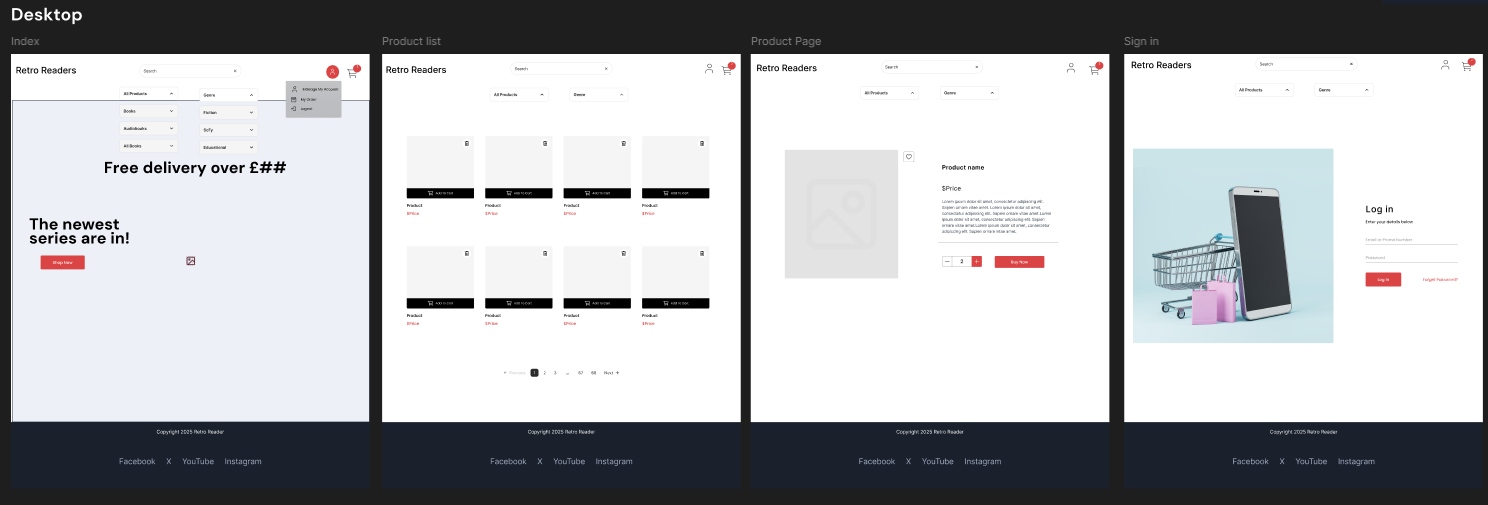 Desktop
Index
Retro Readers
Search
All Products
Genre
Books
Fiction
Audiobooks
SciFy
All Books
Educational
Manage My Account
My Order
Logout
Free delivery over £##
The newest
series are in!
Shop Now
Copyright 2025 Retro Reader
Facebook X YouTube Instagram
Product list
Retro Readers
Search
All Products
Genre
Add To Cart Add To Cart Add To Cart Add To Cart
Product Product Product Product
$Price $Price $Price $Price
Add To Cart Add To Cart Add To Cart Add To Cart
Product Product Product Product
$Price $Price $Price $Price
Previous 1 2 3 ... 67 68 Next
Copyright 2025 Retro Reader
Facebook X YouTube Instagram
Product Page
Retro Readers
Search
All Products
Genre
Product name
$Price
Lorem ipsum dolor sit amet, consectetur adipiscing elit.
Sapien ornare vitae amet. Lorem ipsum dolor sit amet,
consectetur adipiscing elit. Sapien ornare vitae amet Lorem
ipsum dolor sit amet, consectetur adipiscing elit. Sapien
ornare vitae amet Lorem ipsum dolor sit amet, consectetur
adipiscing elit. Sapien ornare vitae amet.
2
Buy Now
Copyright 2025 Retro Reader
Facebook X YouTube Instagram
Sign in
Retro Readers
Search
All Products
Genre
Log in
Enter your details below
Email or Phone Number
Password
Log in
Forget Password?
Copyright 2025 Retro Reader
Facebook X YouTube Instagram